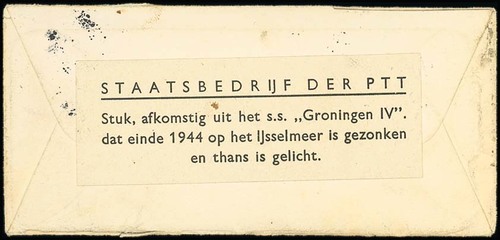 STAATSBEDRIJF DER PTT
Stuk, afkomstig uit het s.s. „Groningen IV”.
dat einde 1944 op het IJsselmeer is gezonken
en thans is gelicht.